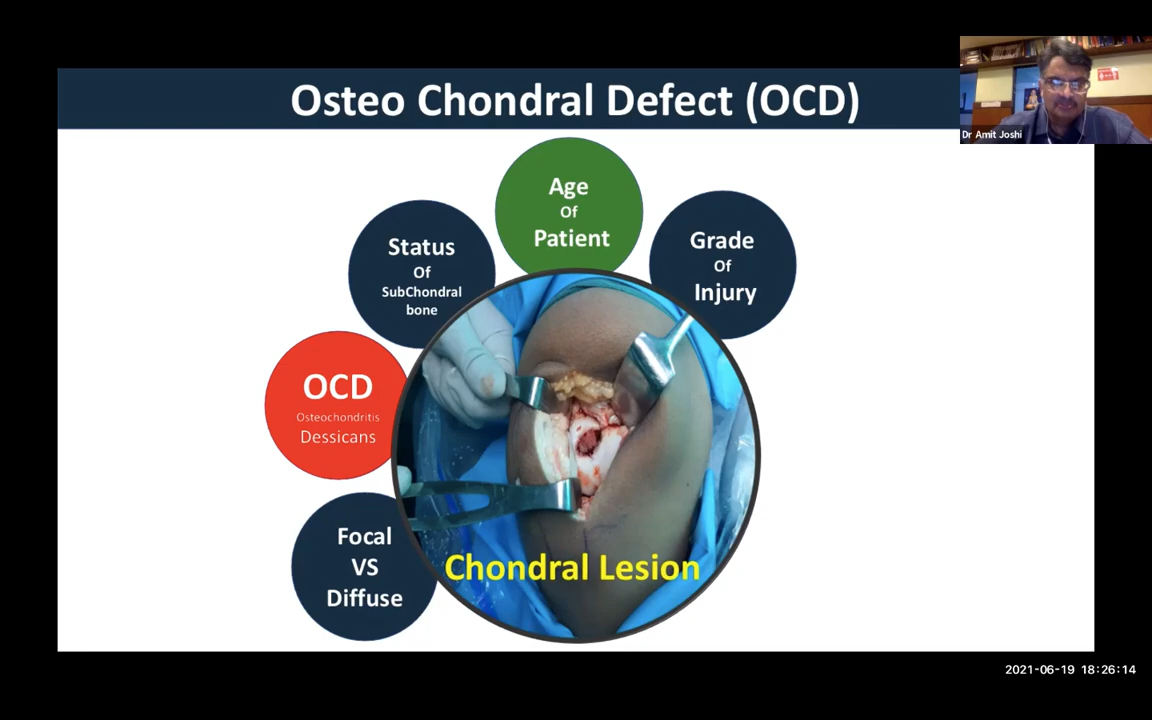 Osteo Chondral Defect (OCD)
Dr Amit Joshi
Age
Of
Patient
Status
Of
SubChondral
bone
Grade
Of
Injury
OCD
Osteochondritis
Dessicans
Focal
VS
Diffuse
Chondral Lesion
2021-06-19 18:26:14